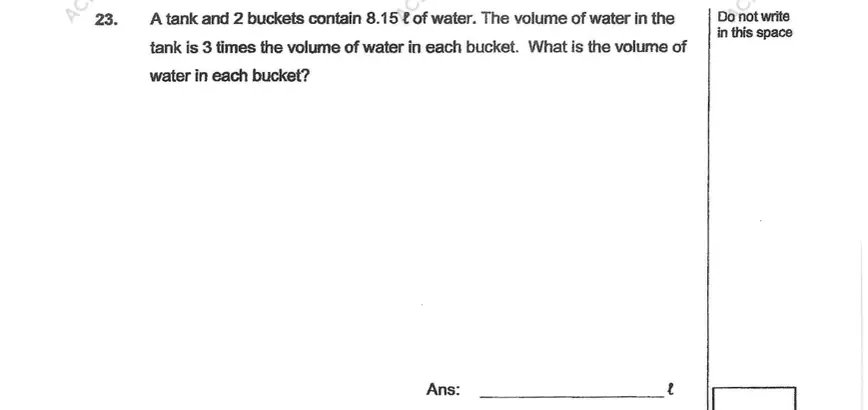 23. A tank and 2 buckets contain 8.15 ℓ of water. The volume of water in the
tank is 3 times the volume of water in each bucket. What is the volume of
water in each bucket?
Do not write
in this space
Ans: ____________________ ℓ